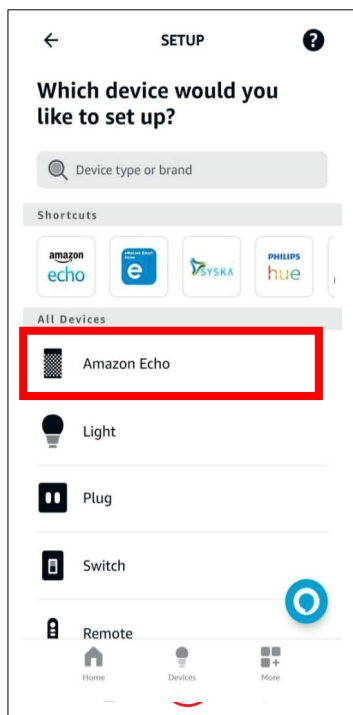 SETUP
?
Which device would you
like to set up?
Device type or brand
Shortcuts
amazon
echo
e
SYSKA
PHILIPS
hue
All Devices
Amazon Echo
Light
Plug
Switch
Remote
Home
Devices
More